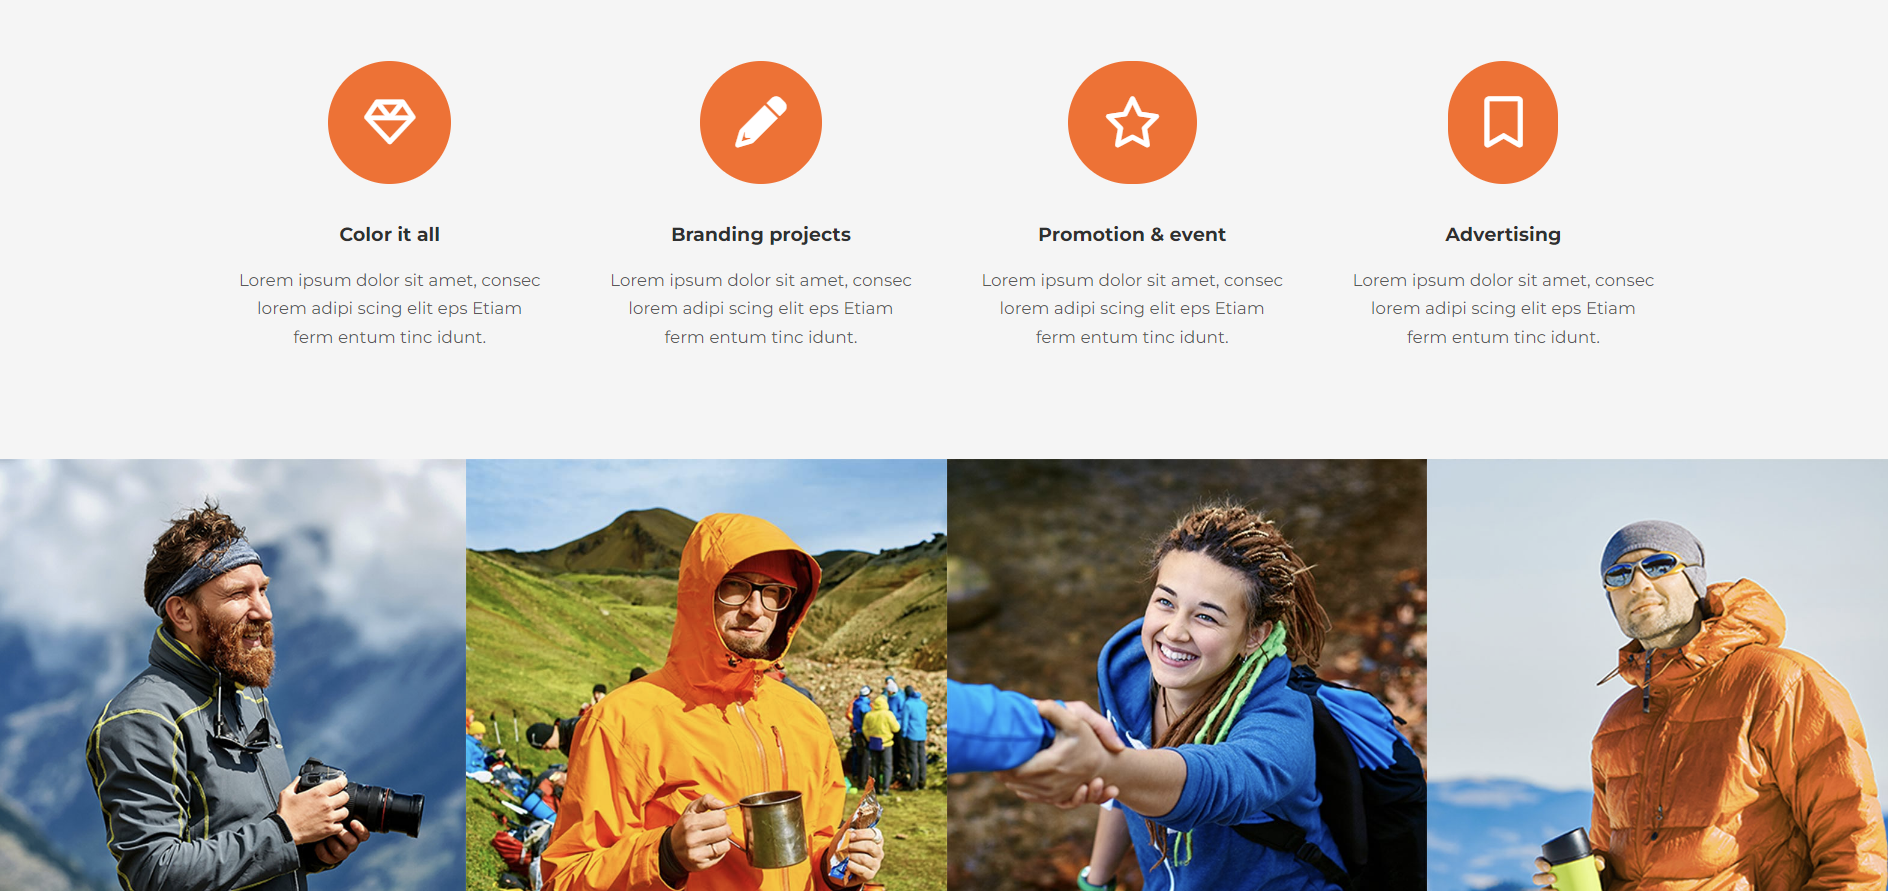 Color it all
Branding projects
Promotion & event
Advertising
Lorem ipsum dolor sit amet, consec
lorem adipi scing elit eps Etiam
ferm entum tinc idunt.
Lorem ipsum dolor sit amet, consec
lorem adipi scing elit eps Etiam
ferm entum tinc idunt.
Lorem ipsum dolor sit amet, consec
lorem adipi scing elit eps Etiam
ferm entum tinc idunt.
Lorem ipsum dolor sit amet, consec
lorem adipi scing elit eps Etiam
ferm entum tinc idunt.